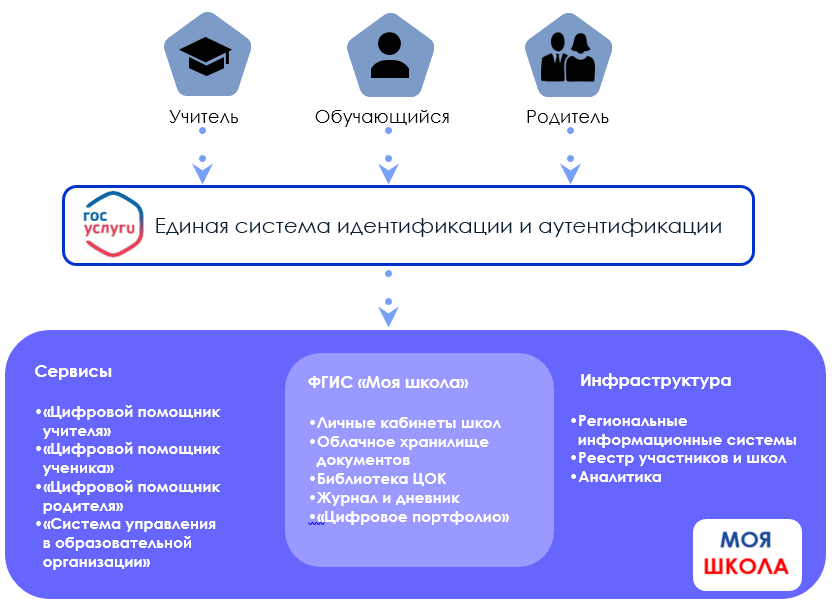 Учитель
Обучающийся
Родитель
гос
услуги
Единая система идентификации и аутентификации
Сервисы
•«Цифровой помощник
учителя»
•«Цифровой помощник
ученика»
•«Цифровой помощник
родителя»
•«Система управления
в образовательной
организации»
ФГИС «Моя школа»
•Личные кабинеты школ
•Облачное хранилище
документов
•Библиотека ЦОК
•Журнал и дневник
•«Цифровое портфолио»
Инфраструктура
•Региональные
информационные системы
•Реестр участников и школ
•Аналитика
МОЯ
ШКОЛА